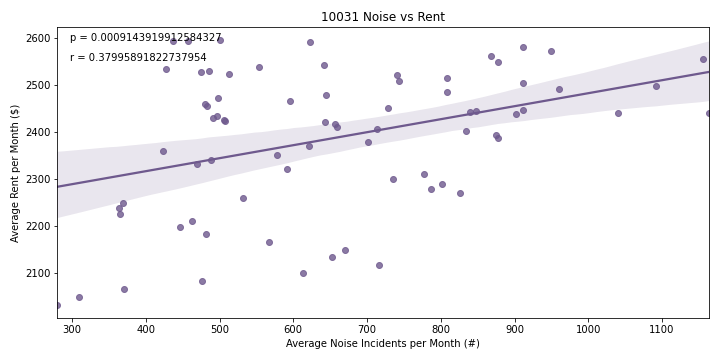 10031 Noise vs Rent
p = 0.0009143919912584327
r = 0.37995891822737954
2600
2500
2400
2300
2200
2100
Average Rent per Month ($)
300 400 500 600 700 800 900 1000 1100
Average Noise Incidents per Month (#)